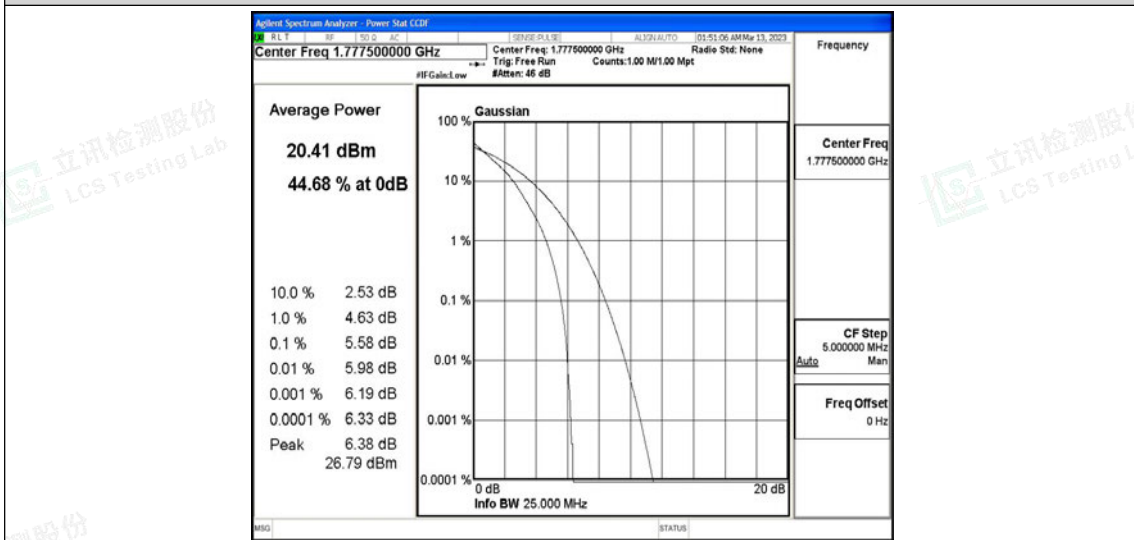 Agilent Spectrum Analyzer - Power Stat CCDF
RLT RF 50 Ω AC SENSE:PULSE ALIGNAUTO 01:51:06 AM Mar 13, 2023
Center Freq 1.777500000 GHz
Center Freq: 1.777500000 GHz Radio Std: None
Trig: Free Run Counts:1.00 M/1.00 Mpt
#IFGain:Low #Atten: 46 dB
Frequency
Average Power
20.41 dBm
44.68 % at 0dB
10.0 % 2.53 dB
1.0 % 4.63 dB
0.1 % 5.58 dB
0.01 % 5.98 dB
0.001 % 6.19 dB
0.0001 % 6.33 dB
Peak 6.38 dB
26.79 dBm
Gaussian
100 %
10 %
1 %
0.1 %
0.01 %
0.001 %
0.0001 %
0 dB 20 dB
Info BW 25.000 MHz
Center Freq
1.777500000 GHz
CF Step
5.000000 MHz
Auto Man
Freq Offset
0 Hz
MSG STATUS
立讯检测股份
LCS Testing Lab
立讯检测股份
LCS Testing L